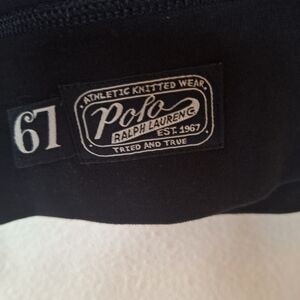 67
ATHLETIC KNITTED WEAR
Polo
RALPH LAUREN
EST. 1967
TRIED AND TRUE